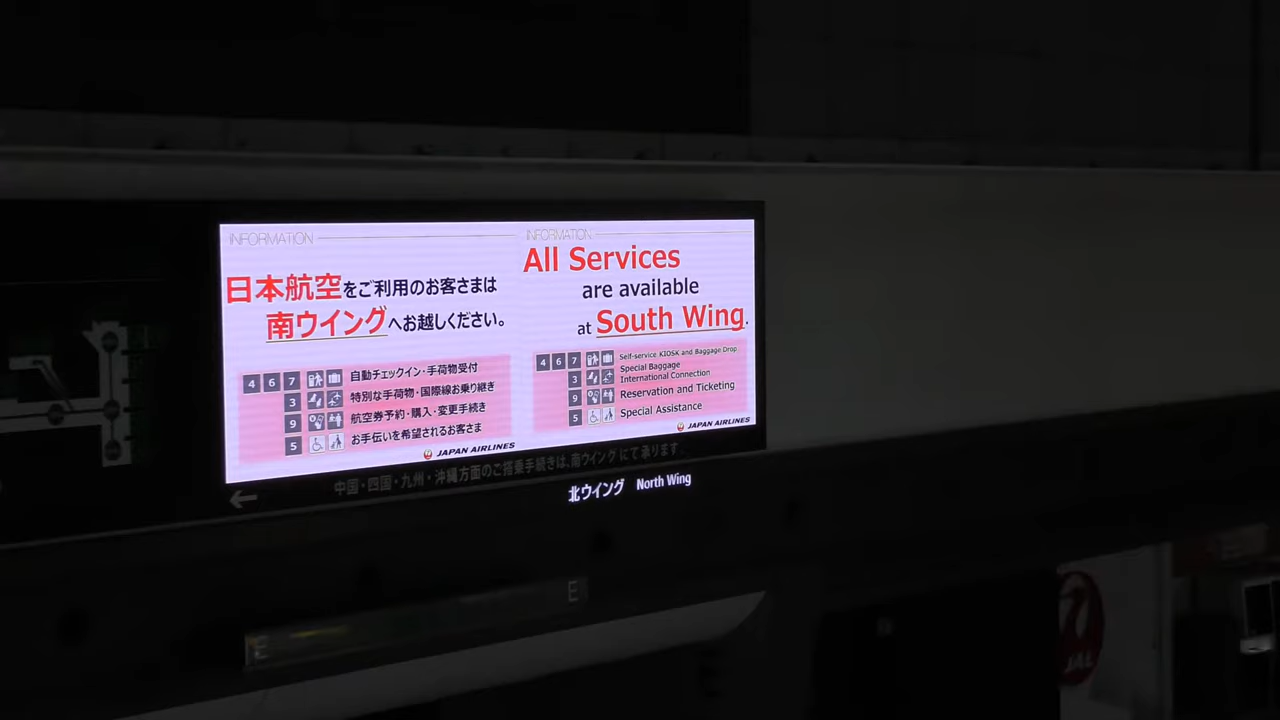 INFORMATION
日本航空をご利用のお客さまは
南ウイングへお越しください。
4 6 7 自動チェックイン・手荷物受付
3 特別な手荷物・国際線お乗り継ぎ
9 航空券予約・購入・変更手続き
5 お手伝いを希望されるお客さま
JAPAN AIRLINES
INFORMATION
All Services
are available
at South Wing.
4 6 7 Self-service KIOSK and Baggage Drop
3 Special Baggage
International Connection
9 Reservation and Ticketing
5 Special Assistance
JAPAN AIRLINES
中国・四国・九州・沖縄方面のご搭乗手続きは、南ウイングにて承ります。
← 北ウイング North Wing
E
E
JAL